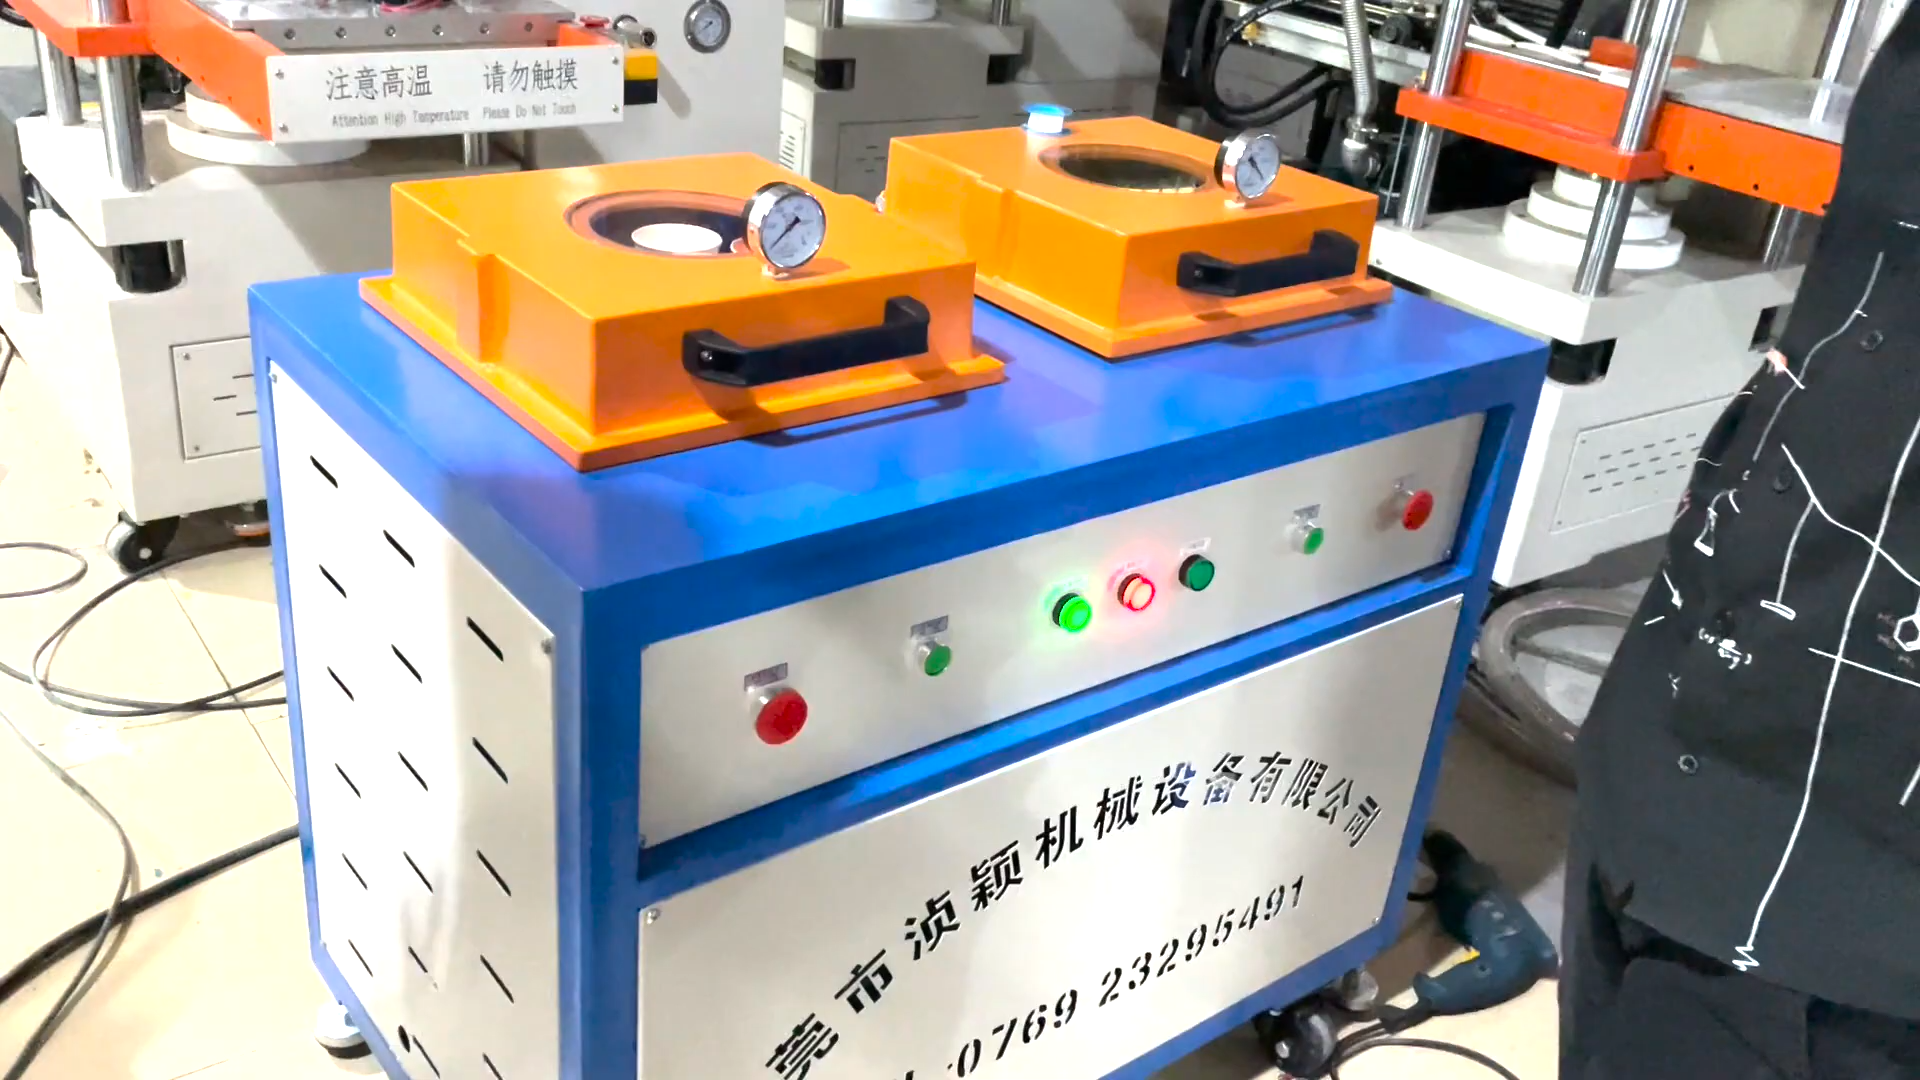 注意高温 请勿触摸
Attention High Temperature Please Do Not Touch
莞市浈颖机械设备有限公司
:0769 23295491